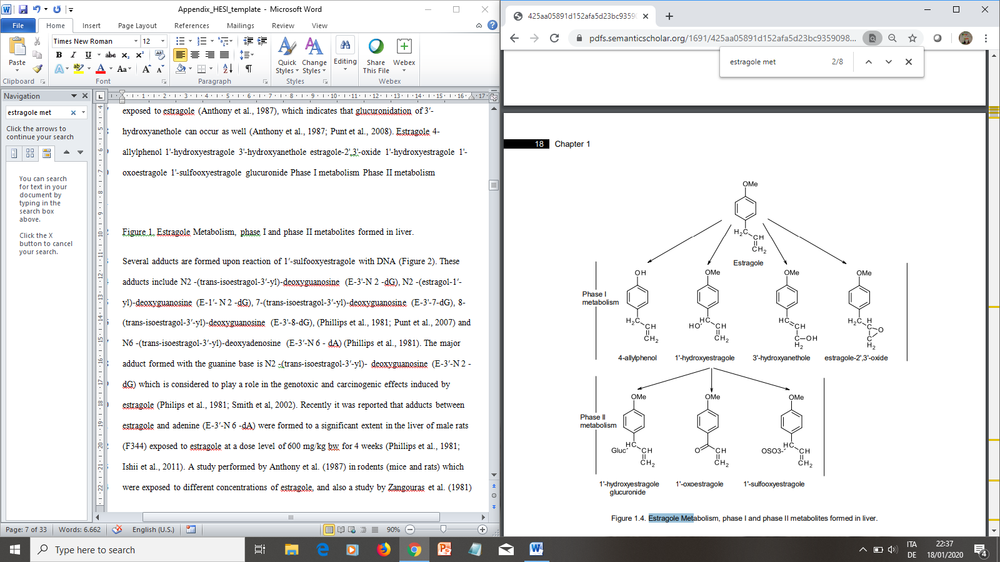 Appendix_HESI_template - Microsoft Word
File Home Insert Page Layout References Mailings Review View
Times New Roman 12
Paste
Quick Styles
Change Styles
Editing
Share This File
Webex
Clipboard Font Paragraph Styles Webex
Navigation
estragole met
Click the arrows to
continue your search
You can search
for text in your
document by
typing in the
search box
above.
Click the X
button to cancel
your search.
exposed to estragole (Anthony et al., 1987), which indicates that glucuronidation of 3′-
hydroxyanethole can occur as well (Anthony et al., 1987; Punt et al., 2008). Estragole 4-
allylphenol 1'-hydroxyestragole 3'-hydroxyanethole estragole-2',3'-oxide 1'-hydroxyestragole 1'-
oxoestragole 1'-sulfooxyestragole glucuronide Phase I metabolism Phase II metabolism
Figure 1. Estragole Metabolism, phase I and phase II metabolites formed in liver.
Several adducts are formed upon reaction of 1′-sulfooxyestragole with DNA (Figure 2). These
adducts include N2 -(trans-isoestragol-3′-yl)-deoxyguanosine (E-3′-N 2 -dG), N2 -(estragol-1′-
yl)-deoxyguanosine (E-1′- N 2 -dG), 7-(trans-isoestragol-3′-yl)-deoxyguanosine (E-3′-7-dG), 8-
(trans-isoestragol-3′-yl)-deoxyguanosine (E-3′-8-dG), (Phillips et al., 1981; Punt et al., 2007) and
N6 -(trans-isoestragol-3′-yl)-deoxyadenosine (E-3′-N 6 - dA) (Phillips et al., 1981). The major
adduct formed with the guanine base is N2 -(trans-isoestragol-3′-yl)- deoxyguanosine (E-3′-N 2 -
dG) which is considered to play a role in the genotoxic and carcinogenic effects induced by
estragole (Philips et al., 1981; Smith et al, 2002). Recently it was reported that adducts between
estragole and adenine (E-3′-N 6 -dA) were formed to a significant extent in the liver of male rats
(F344) exposed to estragole at a dose level of 600 mg/kg bw for 4 weeks (Phillips et al., 1981;
Ishii et al., 2011). A study performed by Anthony et al. (1987) in rodents (mice and rats) which
were exposed to different concentrations of estragole, and also a study by Zangouras et al. (1981)
Page: 7 of 33 Words: 6.662 English (U.S.) 90%
425aa05891d152afa5d23bc9359
pdfs.semanticscholar.org/1691/425aa05891d152afa5d23bc9359098...
estragole met 2/8
18 Chapter 1
OMe
H2C
CH
CH2
Estragole
OH OMe OMe OMe
Phase I
metabolism
H2C CH CH2
HO HC CH CH2
HC C—OH H2
H2C H C O C H2
4-allylphenol 1'-hydroxyestragole 3'-hydroxyanethole estragole-2',3'-oxide
OMe OMe OMe
Phase II
metabolism
Gluc HC CH CH2
O CH CH2
OSO3- HC CH CH2
1'-hydroxyestragole 1'-oxoestragole 1'-sulfooxyestragole
glucuronide
Figure 1.4. Estragole Metabolism, phase I and phase II metabolites formed in liver.
Type here to search
ITA
DE
22:37
18/01/2020
4